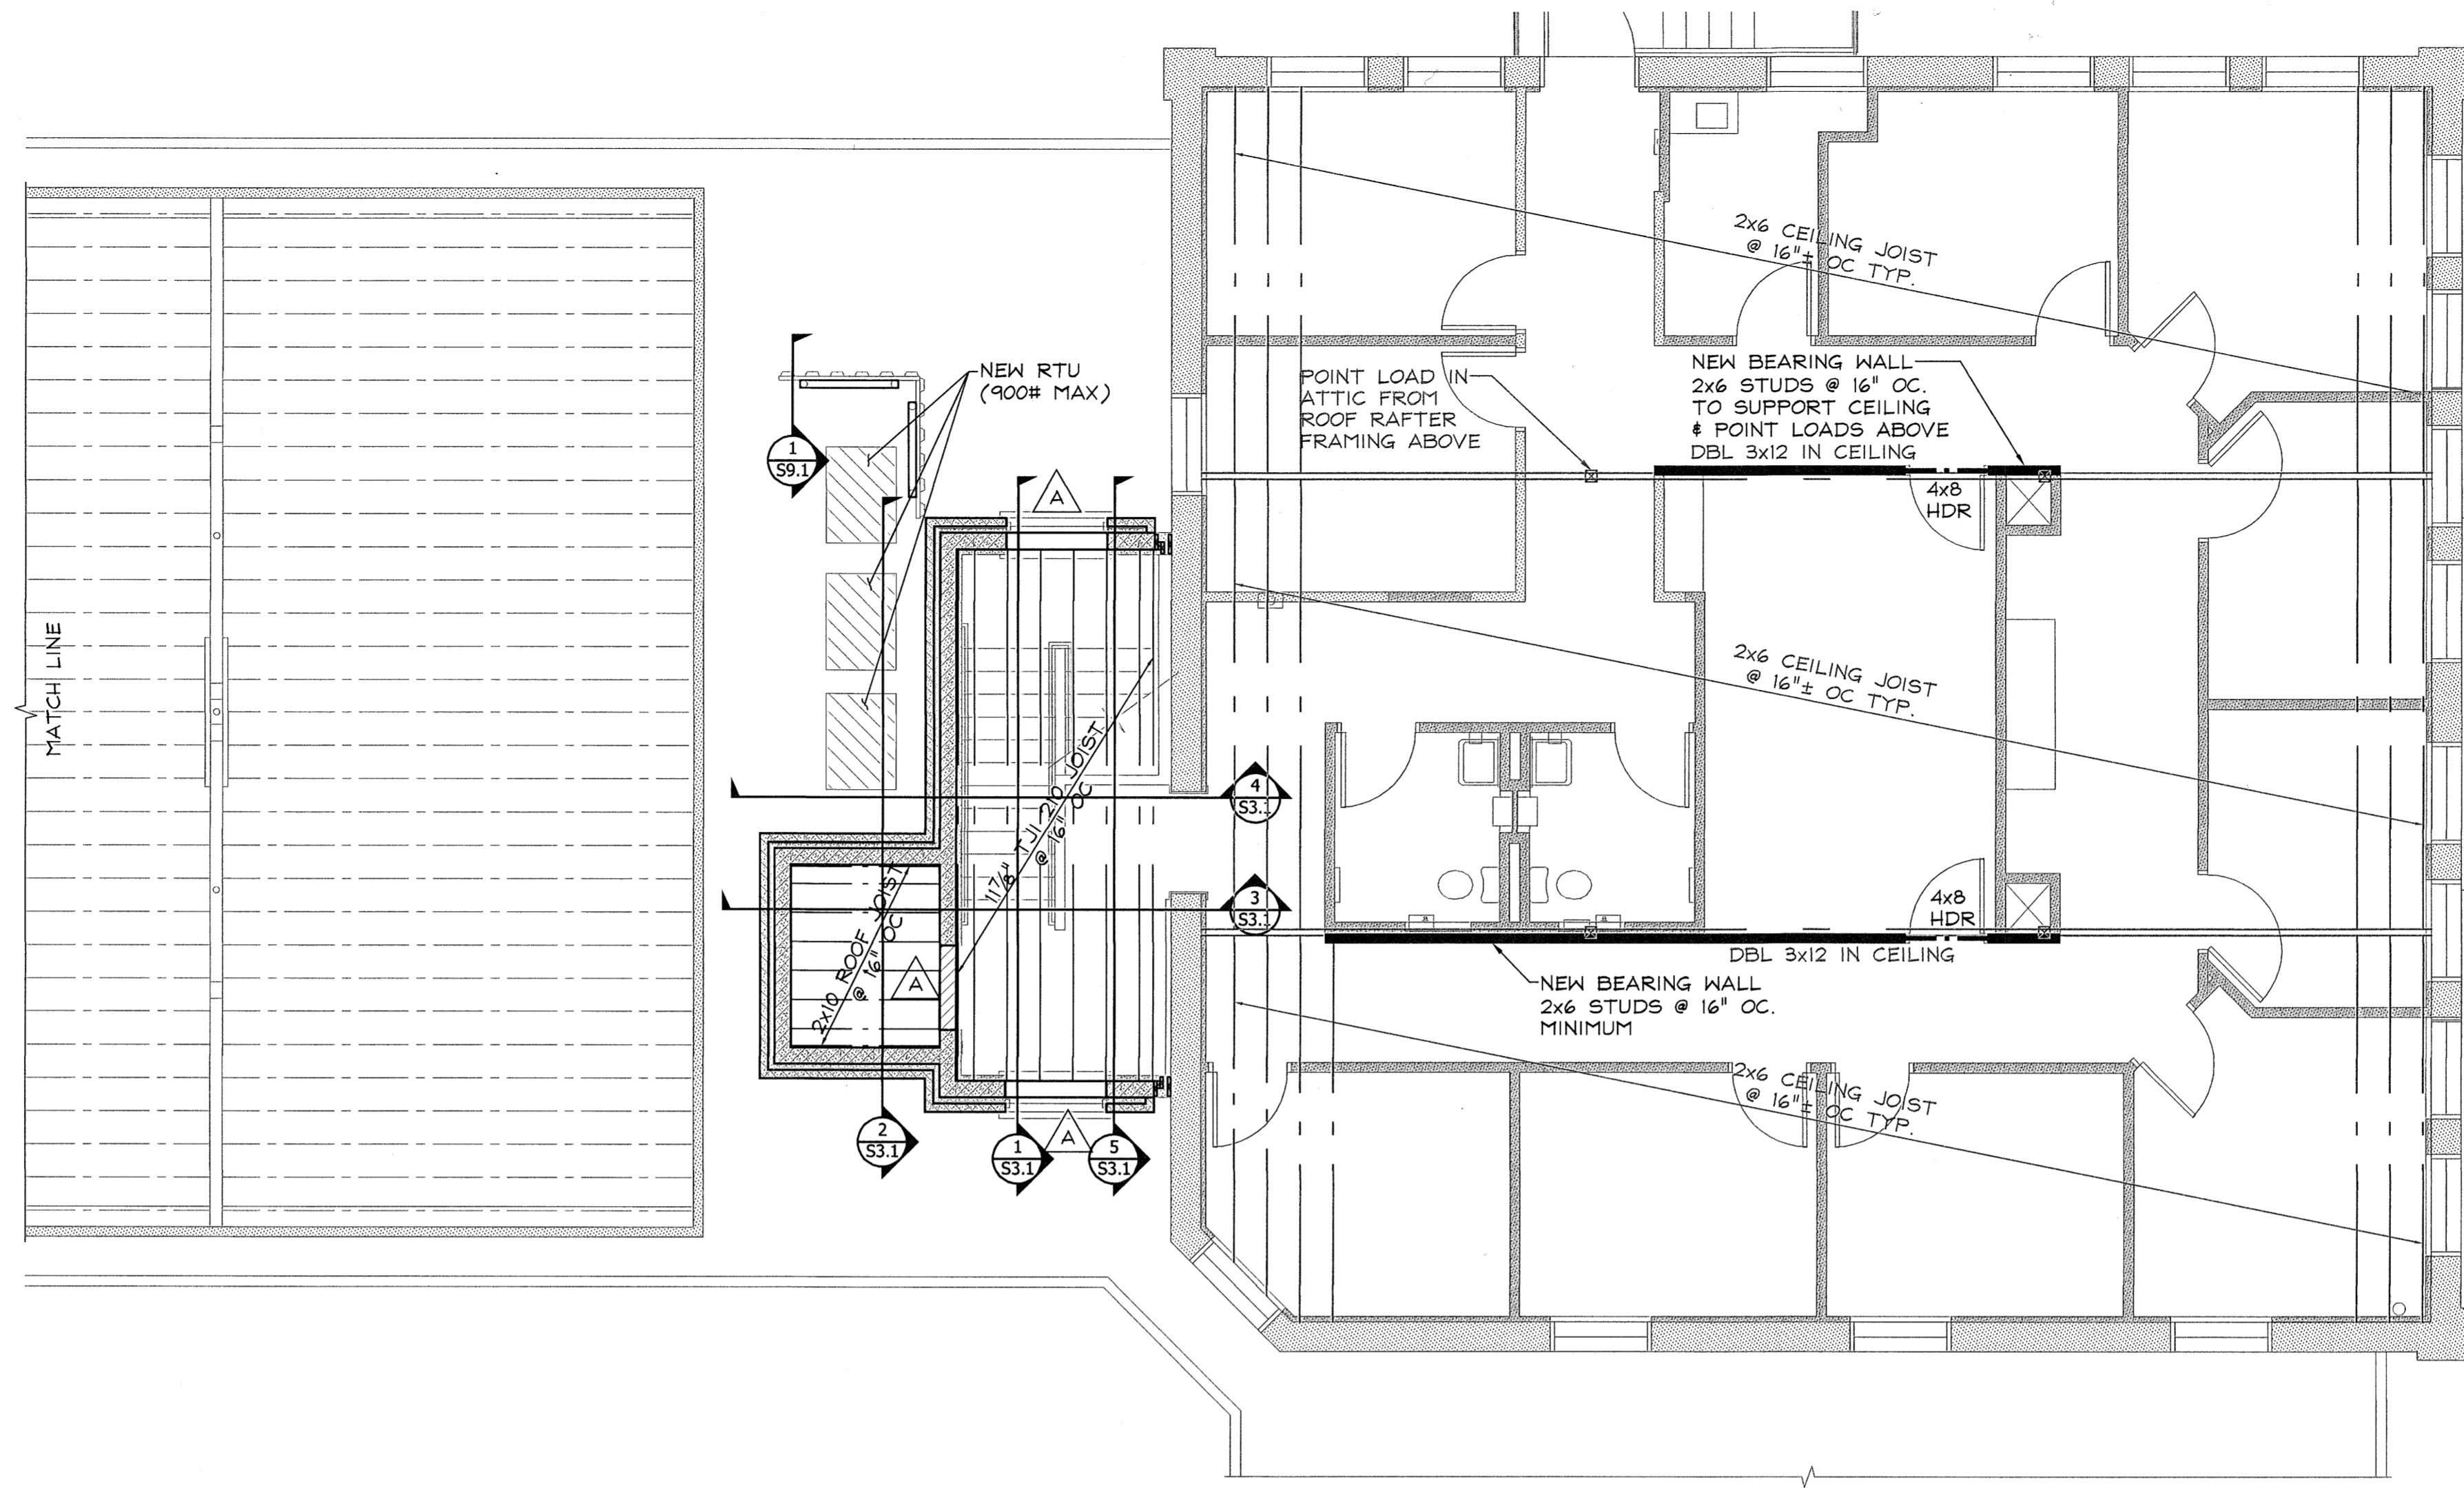 2x6 CEILING JOIST
@ 16"± OC TYP.
NEW RTU
(900# MAX)
POINT LOAD IN
ATTIC FROM
ROOF RAFTER
FRAMING ABOVE
NEW BEARING WALL
2x6 STUDS @ 16" OC.
TO SUPPORT CEILING
& POINT LOADS ABOVE
DBL 3x12 IN CEILING
1
S9.1
A
4x8
HDR
MATCH LINE
2x6 CEILING JOIST
@ 16"± OC TYP.
11 7/8" TJI 210 JOIST
@ 16" OC
4
S3.1
3
S3.1
2x10 ROOF JOIST
@ 16" OC
A
4x8
HDR
DBL 3x12 IN CEILING
NEW BEARING WALL
2x6 STUDS @ 16" OC.
MINIMUM
2x6 CEILING JOIST
@ 16"± OC TYP.
2
S3.1
1
S3.1
A
5
S3.1